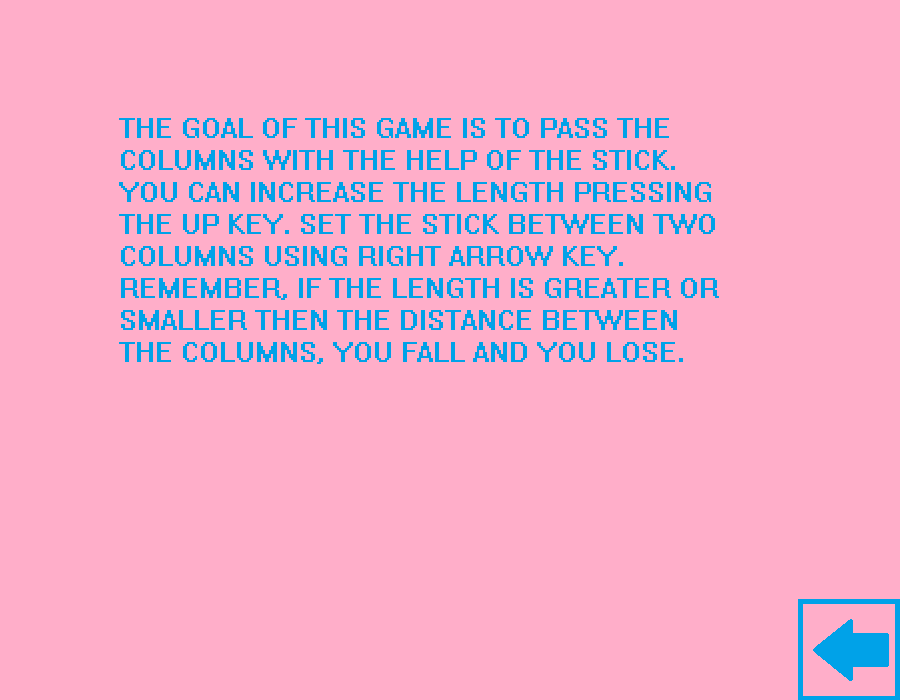 THE GOAL OF THIS GAME IS TO PASS THE
COLUMNS WITH THE HELP OF THE STICK.
YOU CAN INCREASE THE LENGTH PRESSING
THE UP KEY. SET THE STICK BETWEEN TWO
COLUMNS USING RIGHT ARROW KEY.
REMEMBER, IF THE LENGTH IS GREATER OR
SMALLER THEN THE DISTANCE BETWEEN
THE COLUMNS, YOU FALL AND YOU LOSE.